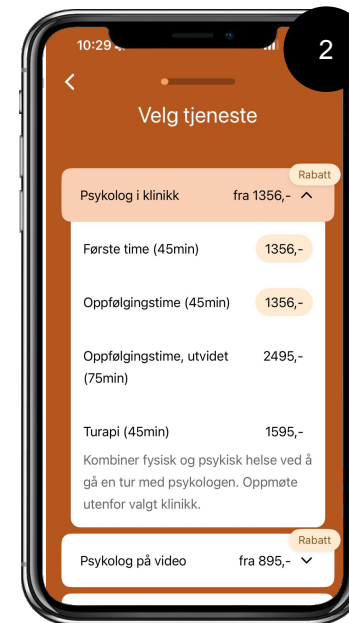 10:29
2
Velg tjeneste
Rabatt
Psykolog i klinikk fra 1356,-
Første time (45min) 1356,-
Oppfølgingstime (45min) 1356,-
Oppfølgingstime, utvidet 2495,-
(75min)
Turapi (45min) 1595,-
Kombiner fysisk og psykisk helse ved å
gå en tur med psykologen. Oppmøte
utenfor valgt klinikk.
Rabatt
Psykolog på video fra 895,-